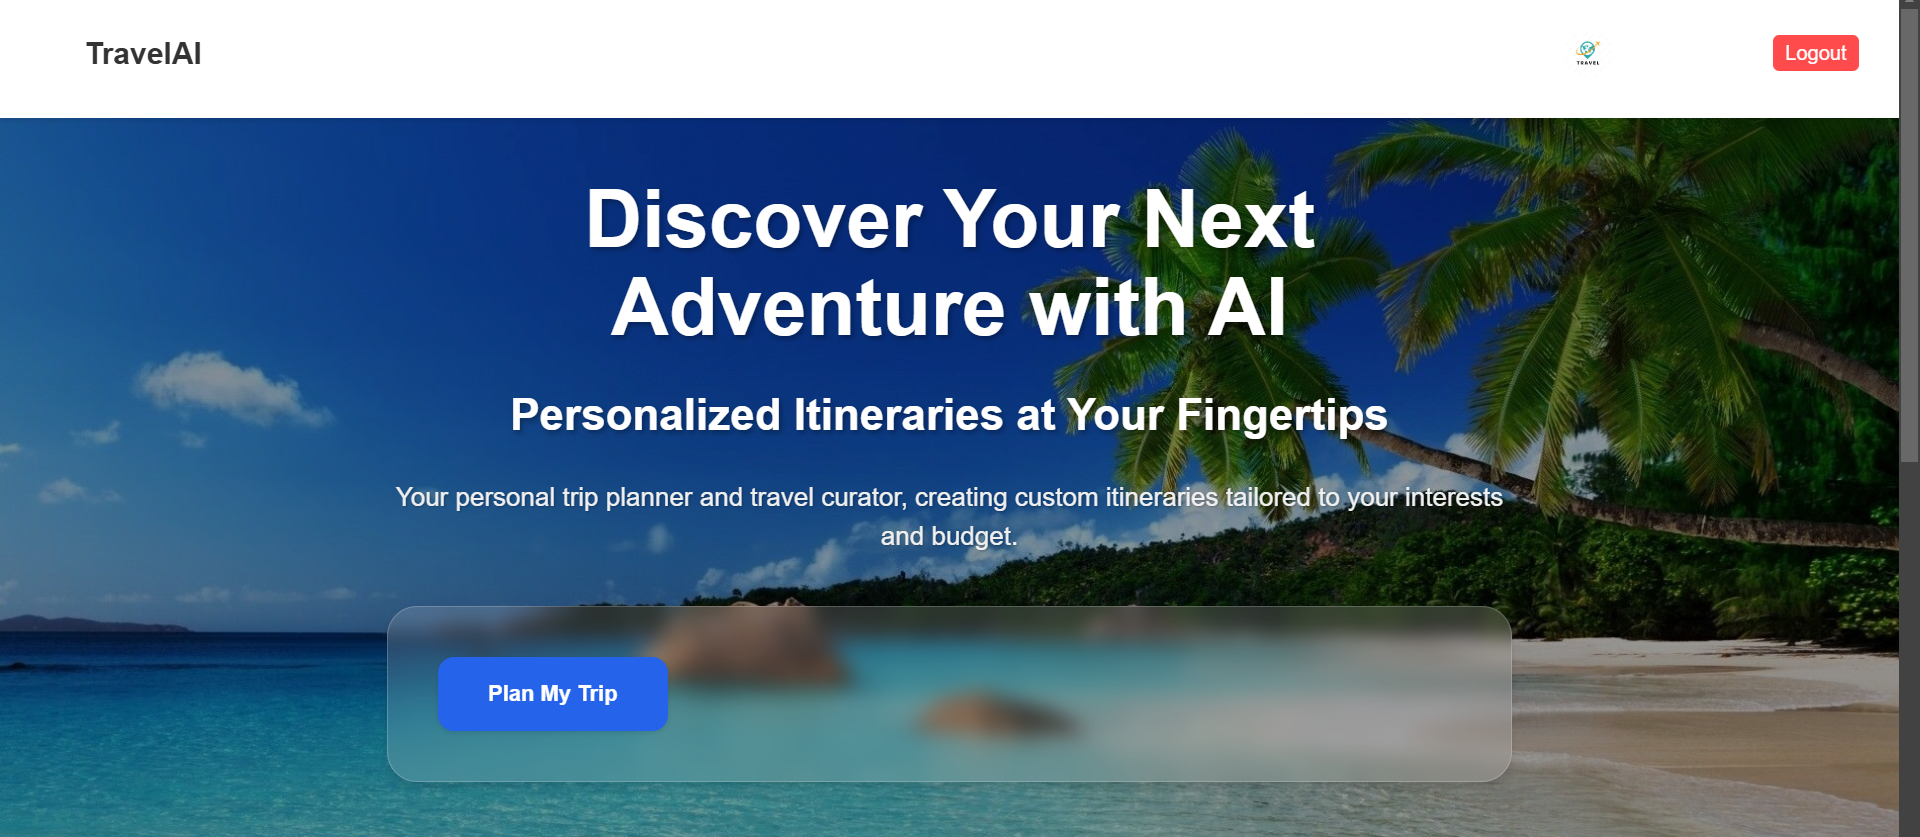 TravelAI
TRAVEL
Logout
Discover Your Next
Adventure with AI
Personalized Itineraries at Your Fingertips
Your personal trip planner and travel curator, creating custom itineraries tailored to your interests
and budget.
Plan My Trip